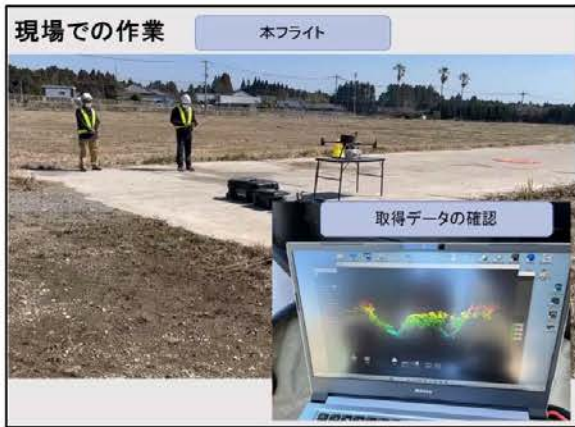 現場での作業
本フライト
取得データの確認